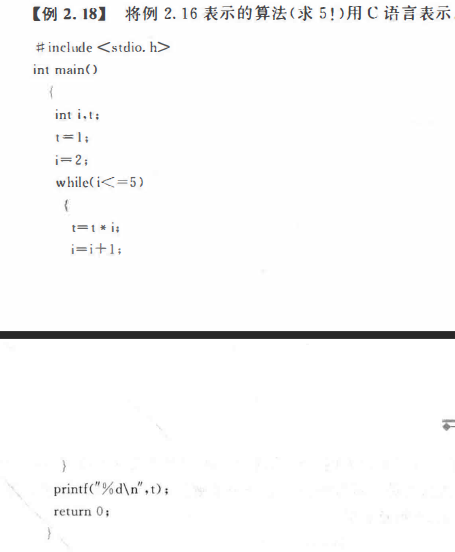 【例 2.18】 将例 2.16 表示的算法(求 5!)用 C 语言表示
#include <stdio.h>
int main()
{
int i,t;
t=1;
i=2;
while(i<=5)
{
t=t * i;
i=i+1;
}
printf("%d\n",t);
return 0;
}